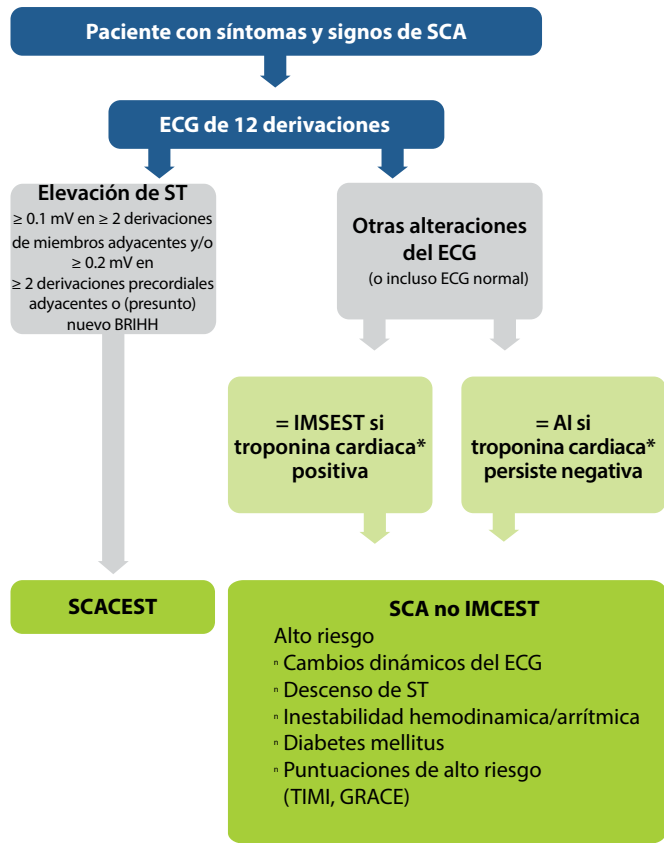 Paciente con síntomas y signos de SCA
ECG de 12 derivaciones
Elevación de ST
≥ 0.1 mV en ≥ 2 derivaciones
de miembros adyacentes y/o
≥ 0.2 mV en
≥ 2 derivaciones precordiales
adyacentes o (presunto)
nuevo BRIHH
Otras alteraciones
del ECG
(o incluso ECG normal)
= IMSEST si
troponina cardiaca*
positiva
= AI si
troponina cardiaca*
persiste negativa
SCACEST
SCA no IMCEST
Alto riesgo
ⁿ Cambios dinámicos del ECG
ⁿ Descenso de ST
ⁿ Inestabilidad hemodinamica/arrítmica
ⁿ Diabetes mellitus
ⁿ Puntuaciones de alto riesgo
(TIMI, GRACE)